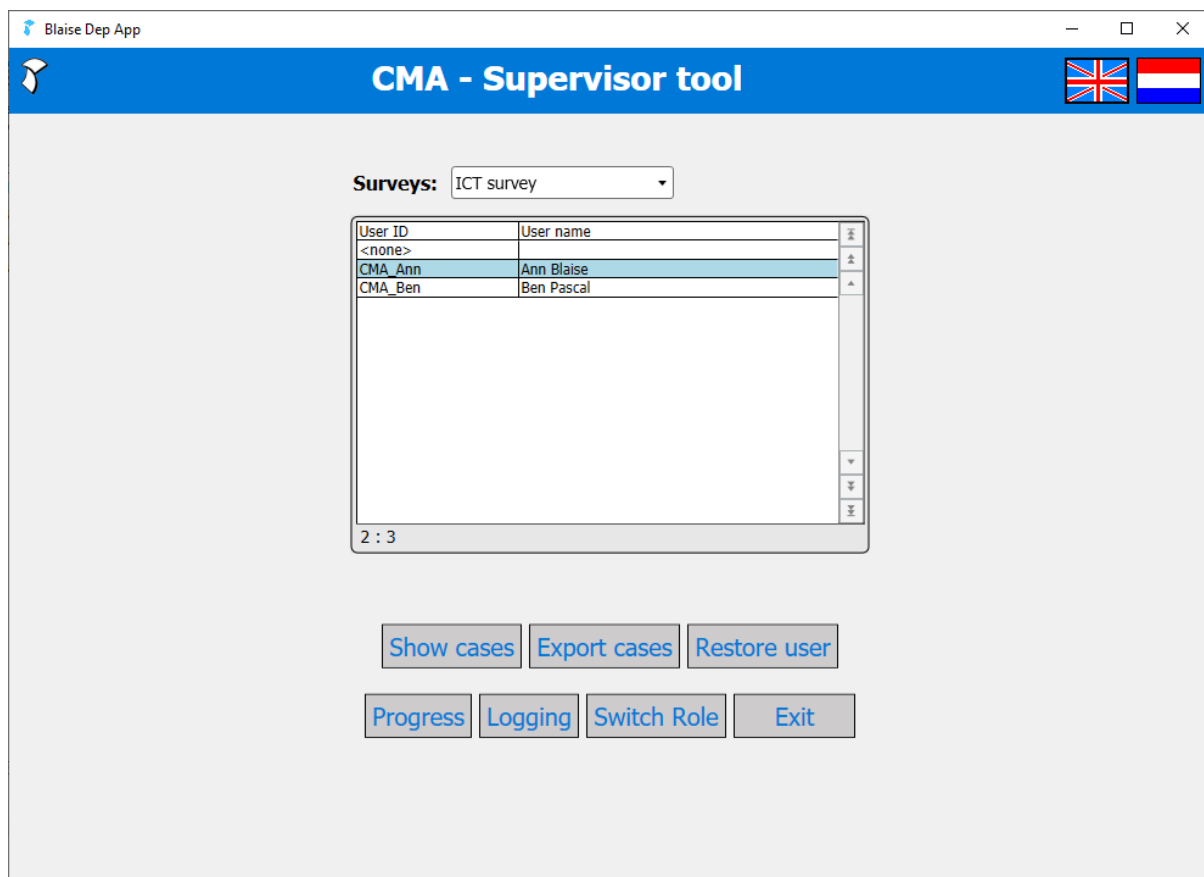 Blaise Dep App
CMA - Supervisor tool
Surveys: ICT survey
User ID User name
<none>
CMA_Ann Ann Blaise
CMA_Ben Ben Pascal
2 : 3
Show cases Export cases Restore user
Progress Logging Switch Role Exit